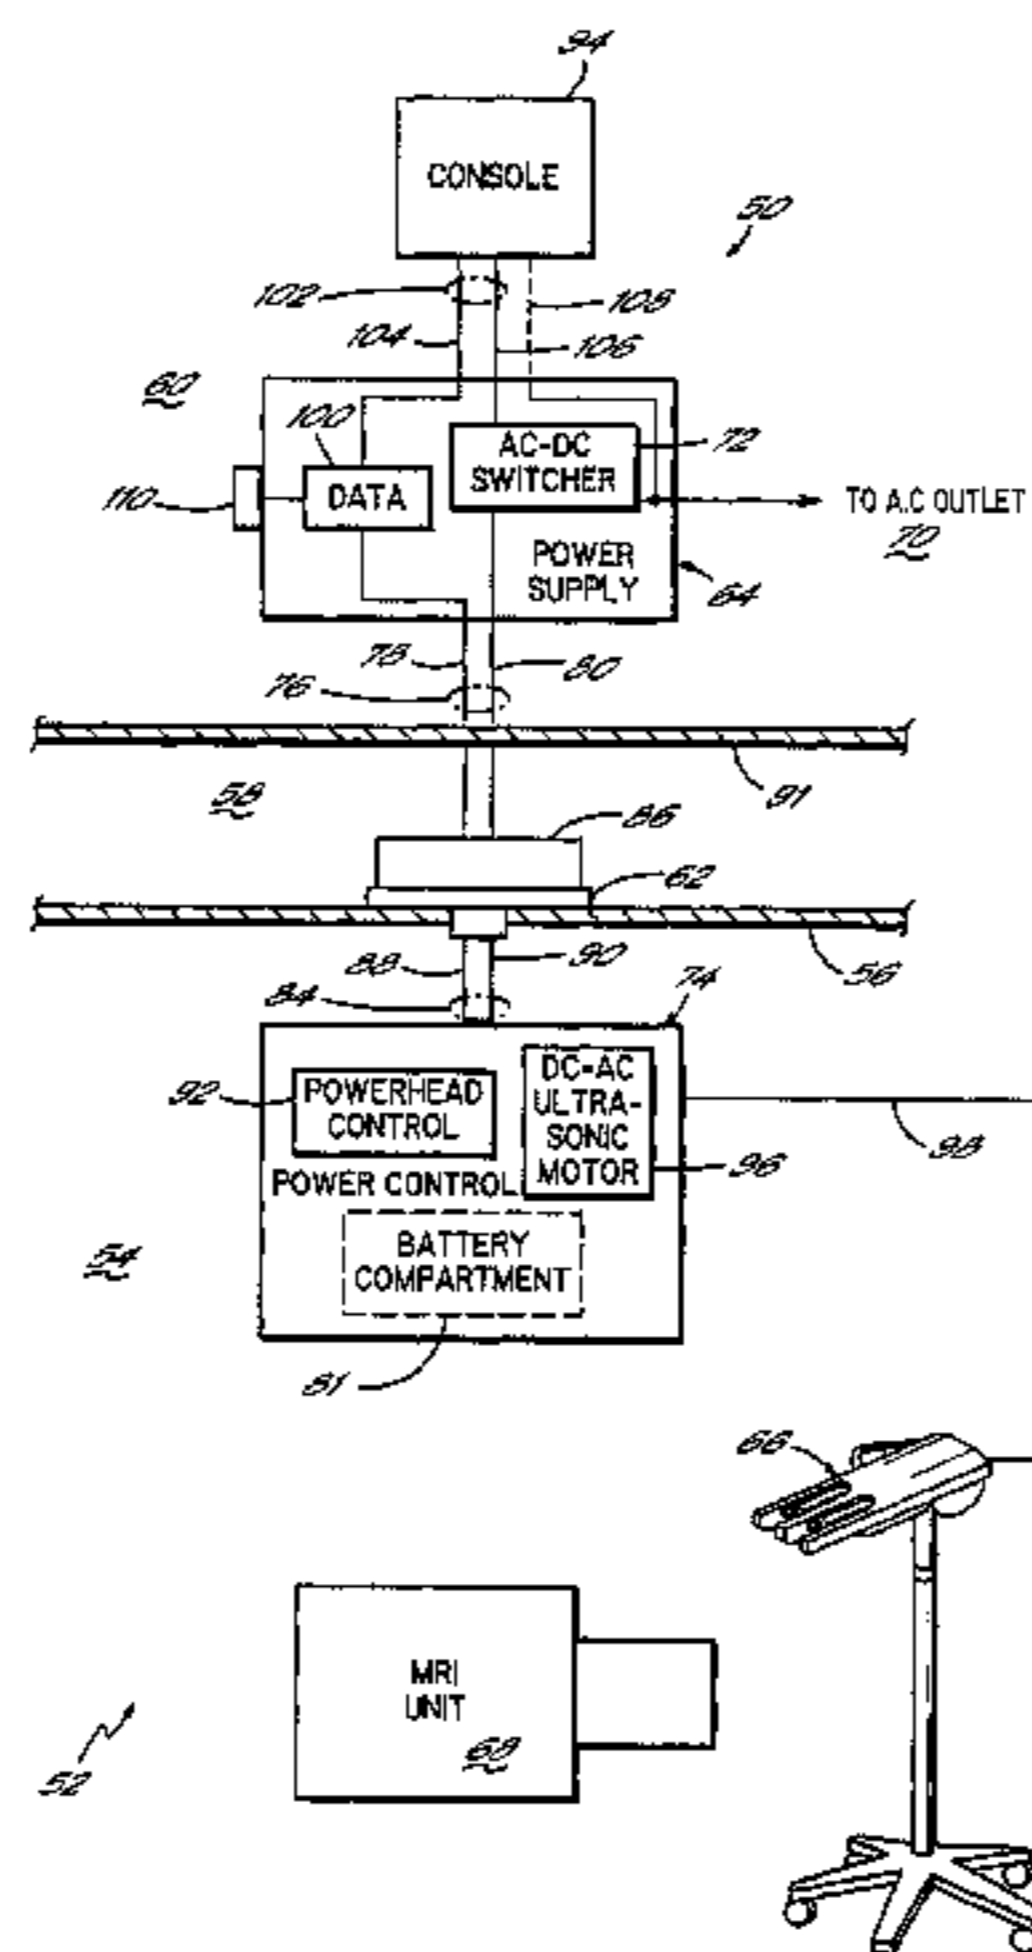 94
CONSOLE
50
102
108
104
106
60
100
AC-DC
SWITCHER
72
110
DATA
TO A.C OUTLET
70
POWER
SUPPLY
64
78
80
76
91
58
86
62
56
88
90
84
74
92
POWERHEAD
CONTROL
DC-AC
ULTRA-
SONIC
MOTOR
96
98
POWER CONTROL
BATTERY
COMPARTMENT
54
81
66
MRI
UNIT
68
52